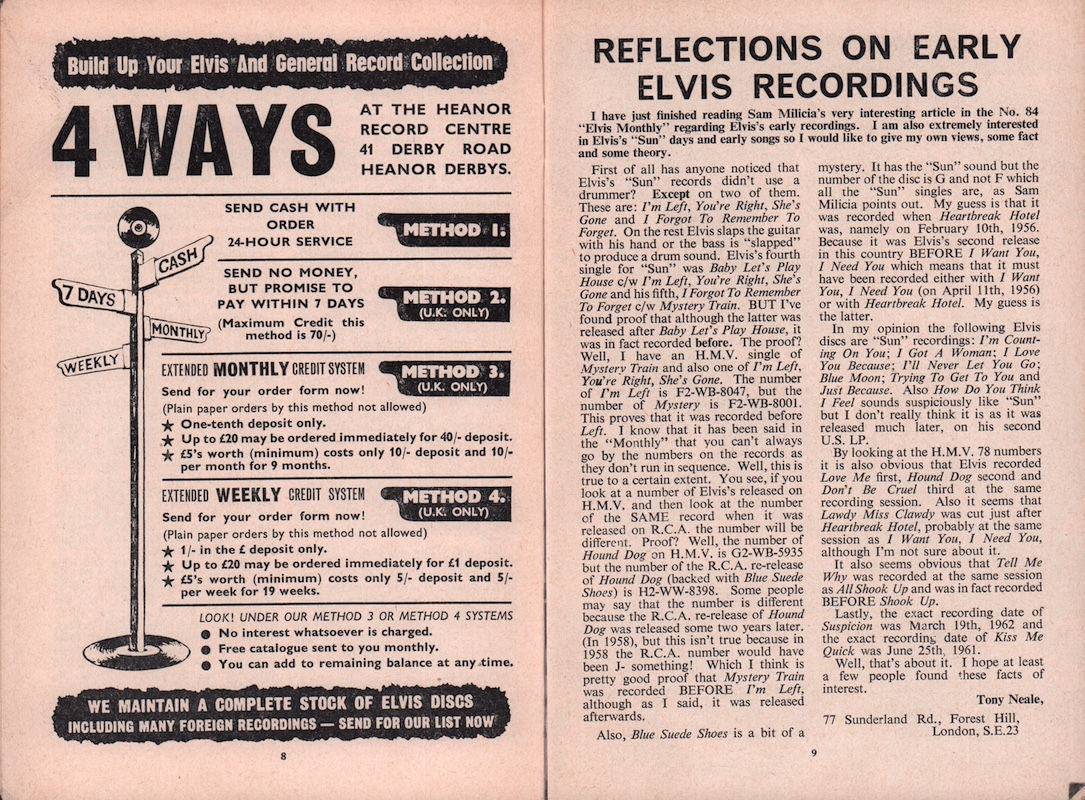 Build Up Your Elvis And General Record Collection
4 WAYS
AT THE HEANOR
RECORD CENTRE
41 DERBY ROAD
HEANOR DERBYS.
CASH
7 DAYS
MONTHLY
WEEKLY
SEND CASH WITH
ORDER
24-HOUR SERVICE
METHOD 1.
SEND NO MONEY,
BUT PROMISE TO
PAY WITHIN 7 DAYS
(Maximum Credit this
method is 70/-)
METHOD 2.
(U.K. ONLY)
EXTENDED MONTHLY CREDIT SYSTEM
METHOD 3.
(U.K. ONLY)
Send for your order form now!
(Plain paper orders by this method not allowed)
★ One-tenth deposit only.
★ Up to £20 may be ordered immediately for 40/- deposit.
★ £5's worth (minimum) costs only 10/- deposit and 10/-
per month for 9 months.
EXTENDED WEEKLY CREDIT SYSTEM
METHOD 4.
(U.K. ONLY)
Send for your order form now!
(Plain paper orders by this method not allowed)
★ 1/- in the £ deposit only.
★ Up to £20 may be ordered immediately for £1 deposit.
★ £5's worth (minimum) costs only 5/- deposit and 5/-
per week for 19 weeks.
LOOK! UNDER OUR METHOD 3 OR METHOD 4 SYSTEMS
● No interest whatsoever is charged.
● Free catalogue sent to you monthly.
● You can add to remaining balance at any time.
WE MAINTAIN A COMPLETE STOCK OF ELVIS DISCS
INCLUDING MANY FOREIGN RECORDINGS — SEND FOR OUR LIST NOW
8
REFLECTIONS ON EARLY
ELVIS RECORDINGS
I have just finished reading Sam Milicia's very interesting article in the No. 84
"Elvis Monthly" regarding Elvis's early recordings. I am also extremely interested
in Elvis's "Sun" days and early songs so I would like to give my own views, some fact
and some theory.
First of all has anyone noticed that
Elvis's "Sun" records didn't use a
drummer? Except on two of them.
These are: I'm Left, You're Right, She's
Gone and I Forgot To Remember To
Forget. On the rest Elvis slaps the guitar
with his hand or the bass is "slapped"
to produce a drum sound. Elvis's fourth
single for "Sun" was Baby Let's Play
House c/w I'm Left, You're Right, She's
Gone and his fifth, I Forgot To Remember
To Forget c/w Mystery Train. BUT I've
found proof that although the latter was
released after Baby Let's Play House, it
was in fact recorded before. The proof?
Well, I have an H.M.V. single of
Mystery Train and also one of I'm Left,
You're Right, She's Gone. The number
of I'm Left is F2-WB-8047, but the
number of Mystery is F2-WB-8001.
This proves that it was recorded before
Left. I know that it has been said in
the "Monthly" that you can't always
go by the numbers on the records as
they don't run in sequence. Well, this is
true to a certain extent. You see, if you
look at a number of Elvis's released on
H.M.V. and then look at the number
of the SAME record when it was
released on R.C.A. the number will be
different. Proof? Well, the number of
Hound Dog on H.M.V. is G2-WB-5935
but the number of the R.C.A. re-release
of Hound Dog (backed with Blue Suede
Shoes) is H2-WW-8398. Some people
may say that the number is different
because the R.C.A. re-release of Hound
Dog was released some two years later.
(In 1958), but this isn't true because in
1958 the R.C.A. number would have
been J- something! Which I think is
pretty good proof that Mystery Train
was recorded BEFORE I'm Left,
although as I said, it was released
afterwards.
Also, Blue Suede Shoes is a bit of a
mystery. It has the "Sun" sound but the
number of the disc is G and not F which
all the "Sun" singles are, as Sam
Milicia points out. My guess is that it
was recorded when Heartbreak Hotel
was, namely on February 10th, 1956.
Because it was Elvis's second release
in this country BEFORE I Want You,
I Need You which means that it must
have been recorded either with I Want
You, I Need You (on April 11th, 1956)
or with Heartbreak Hotel. My guess is
the latter.
In my opinion the following Elvis
discs are "Sun" recordings: I'm Count-
ing On You; I Got A Woman; I Love
You Because; I'll Never Let You Go;
Blue Moon; Trying To Get To You and
Just Because. Also How Do You Think
I Feel sounds suspiciously like "Sun"
but I don't really think it is as it was
released much later, on his second
U.S. LP.
By looking at the H.M.V. 78 numbers
it is also obvious that Elvis recorded
Love Me first, Hound Dog second and
Don't Be Cruel third at the same
recording session. Also it seems that
Lawdy Miss Clawdy was cut just after
Heartbreak Hotel, probably at the same
session as I Want You, I Need You,
although I'm not sure about it.
It also seems obvious that Tell Me
Why was recorded at the same session
as All Shook Up and was in fact recorded
BEFORE Shook Up.
Lastly, the exact recording date of
Suspicion was March 19th, 1962 and
the exact recording date of Kiss Me
Quick was June 25th, 1961.
Well, that's about it. I hope at least
a few people found these facts of
interest.
Tony Neale,
77 Sunderland Rd., Forest Hill,
London, S.E.23
9